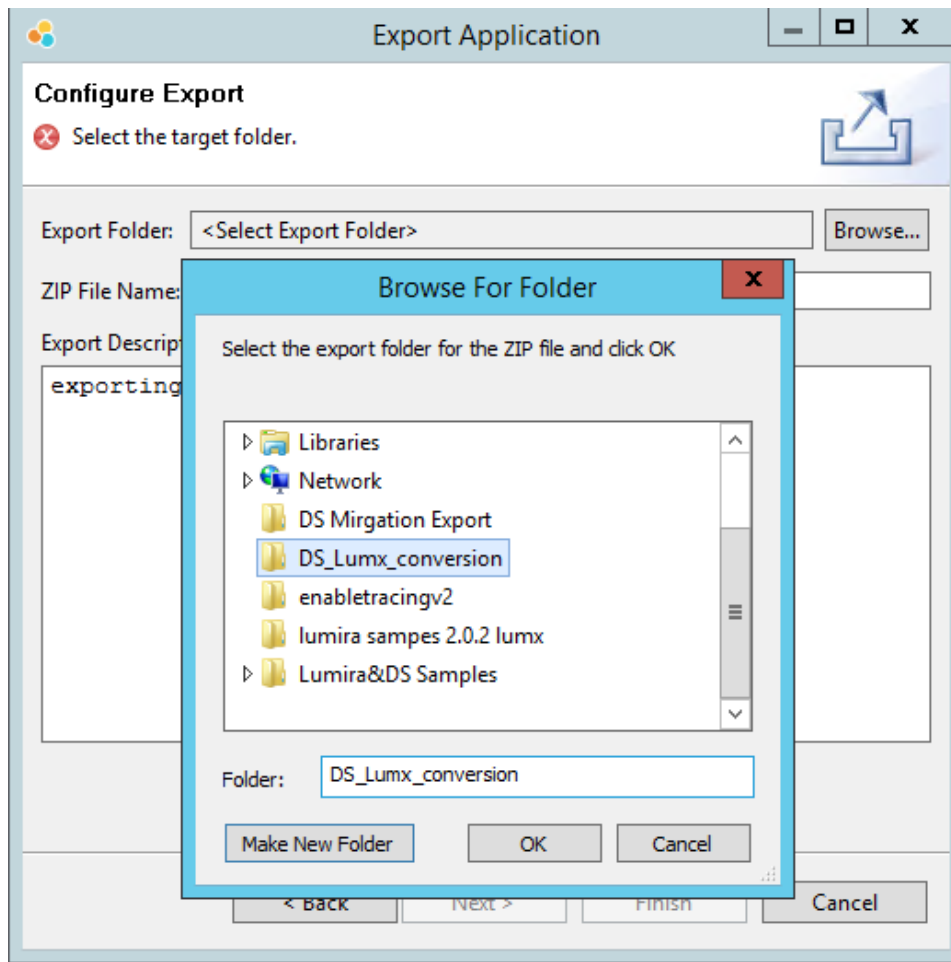 Export Application
Configure Export
Select the target folder.
Export Folder: <Select Export Folder> Browse...
ZIP File Name:
Browse For Folder
Export Descrip
Select the export folder for the ZIP file and click OK
exporting
Libraries
Network
DS Mirgation Export
DS_Lumx_conversion
enabletracingv2
lumira sampes 2.0.2 lumx
Lumira&DS Samples
Folder: DS_Lumx_conversion
Make New Folder OK Cancel
< Back Next > Finish Cancel